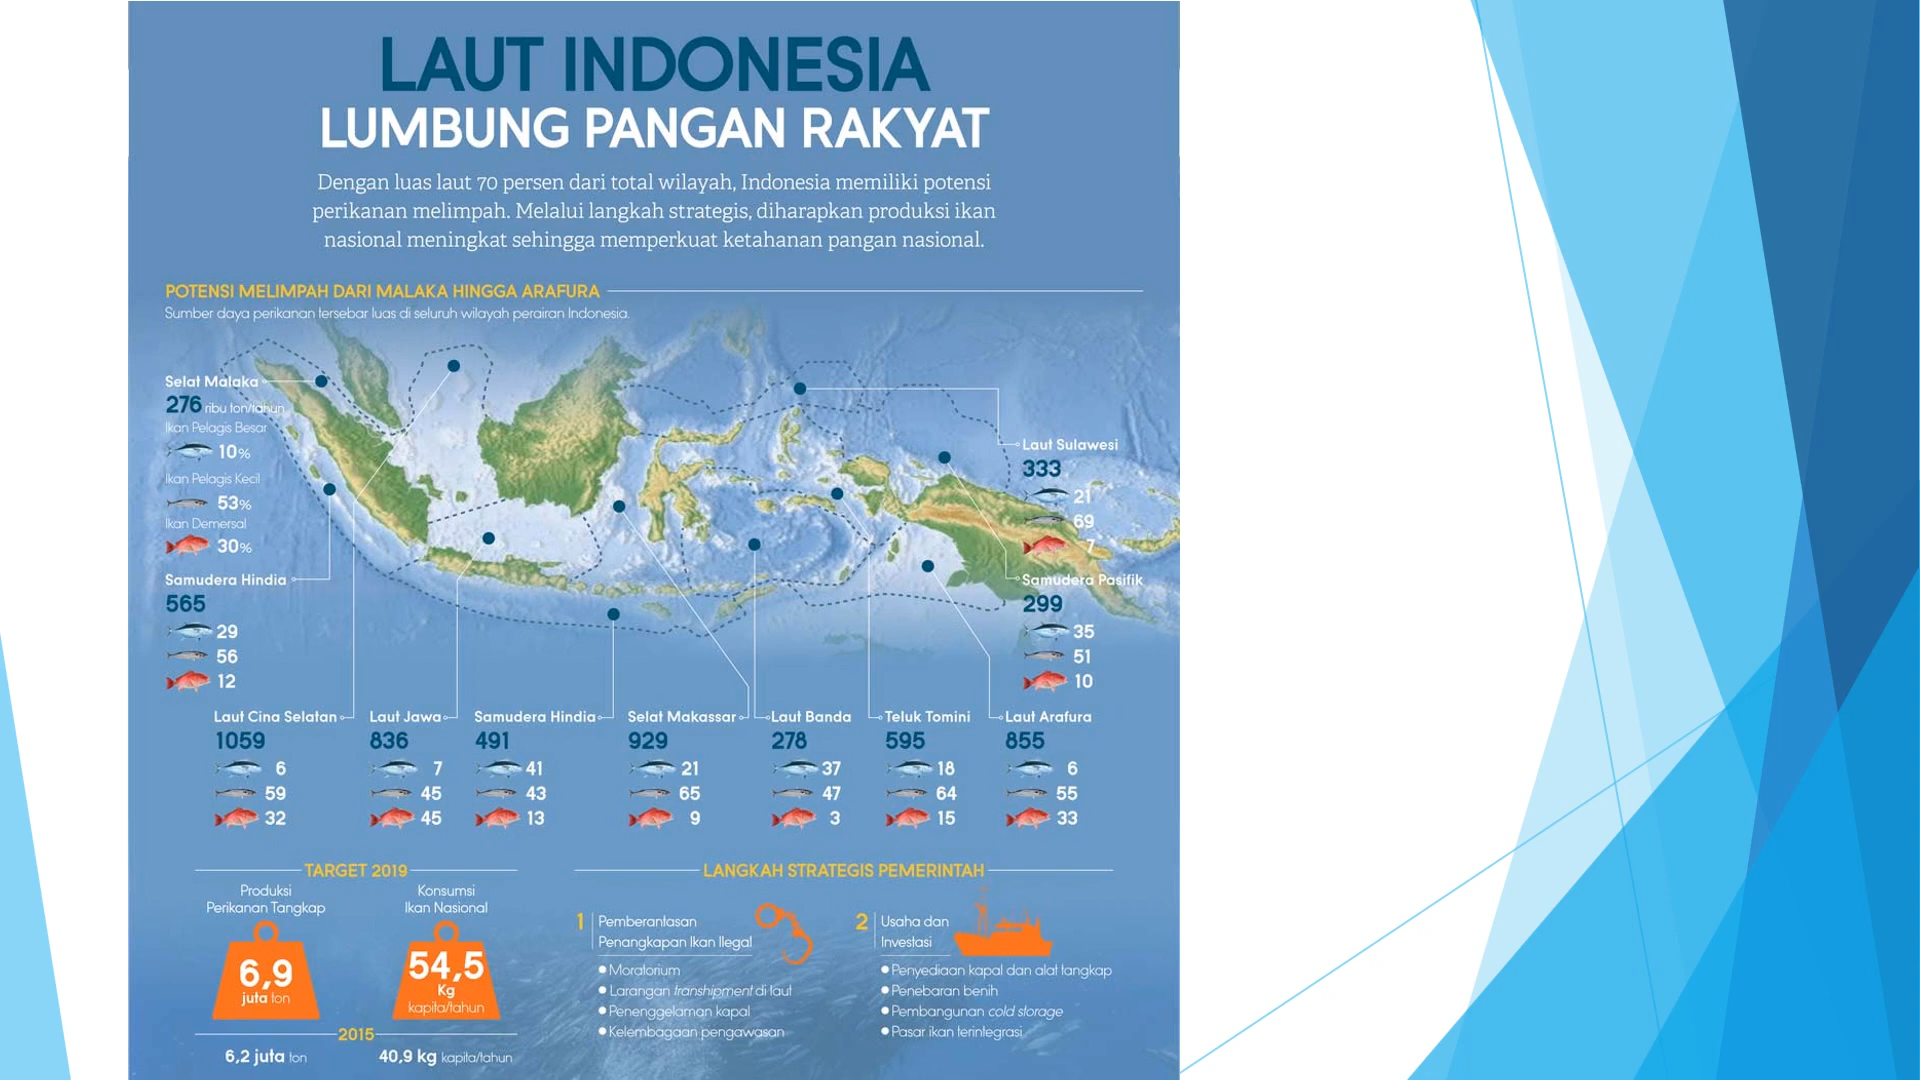 LAUT INDONESIA
LUMBUNG PANGAN RAKYAT
Dengan luas laut 70 persen dari total wilayah, Indonesia memiliki potensi
perikanan melimpah. Melalui langkah strategis, diharapkan produksi ikan
nasional meningkat sehingga memperkuat ketahanan pangan nasional.
POTENSI MELIMPAH DARI MALAKA HINGGA ARAFURA
Sumber daya perikanan tersebar luas di seluruh wilayah perairan Indonesia.
Selat Malaka
276 ribu ton/tahun
Ikan Pelagis Besar
10%
Ikan Pelagis Kecil
53%
Ikan Demersal
30%
Samudera Hindia
565
29
56
12
Laut Sulawesi
333
21
69
7
Samudera Pasifik
299
35
51
10
Laut Cina Selatan
1059
6
59
32
Laut Jawa
836
7
45
45
Samudera Hindia
491
41
43
13
Selat Makassar
929
21
65
9
Laut Banda
278
37
47
3
Teluk Tomini
595
18
64
15
Laut Arafura
855
6
55
33
TARGET 2019
Produksi
Perikanan Tangkap
6,9
juta ton
Konsumsi
Ikan Nasional
54,5
Kg
kapita/tahun
2015
6,2 juta ton
40,9 kg kapita/tahun
LANGKAH STRATEGIS PEMERINTAH
1 Pemberantasan
Penangkapan Ikan Ilegal
● Moratorium
● Larangan transhipment di laut
● Penenggelaman kapal
● Kelembagaan pengawasan
2 Usaha dan
Investasi
● Penyediaan kapal dan alat tangkap
● Penebaran benih
● Pembangunan cold storage
● Pasar ikan terintegrasi